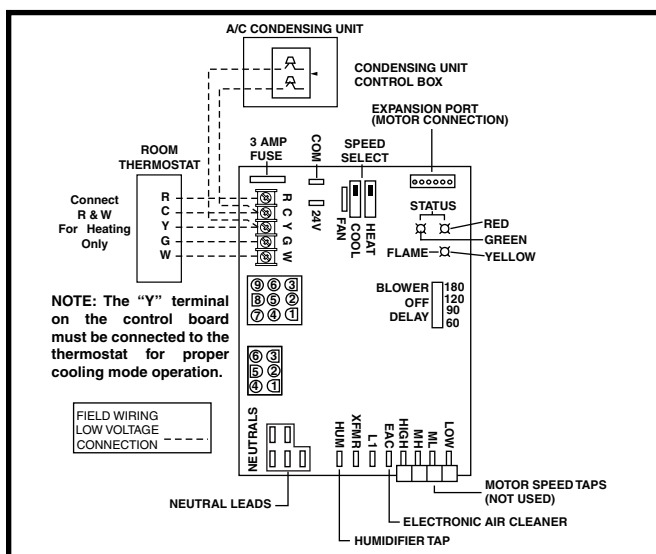 A/C CONDENSING UNIT
CONDENSING UNIT
CONTROL BOX
EXPANSION PORT
(MOTOR CONNECTION)
ROOM
THERMOSTAT
3 AMP
FUSE
COM
SPEED
SELECT
Connect
R & W
For Heating
Only
R
C
Y
G
W
R
C
Y
G
W
24V
FAN
COOL
HEAT
STATUS
RED
GREEN
FLAME
YELLOW
BLOWER
OFF
DELAY
180
120
90
60
9 6 3
8 5 2
7 4 1
NOTE: The “Y” terminal
on the control board
must be connected to the
thermostat for proper
cooling mode operation.
6 3
5 2
4 1
FIELD WIRING
LOW VOLTAGE
CONNECTION
NEUTRALS
HUM
XFMR
L1
EAC
HIGH
MH
ML
LOW
NEUTRAL LEADS
MOTOR SPEED TAPS
(NOT USED)
ELECTRONIC AIR CLEANER
HUMIDIFIER TAP